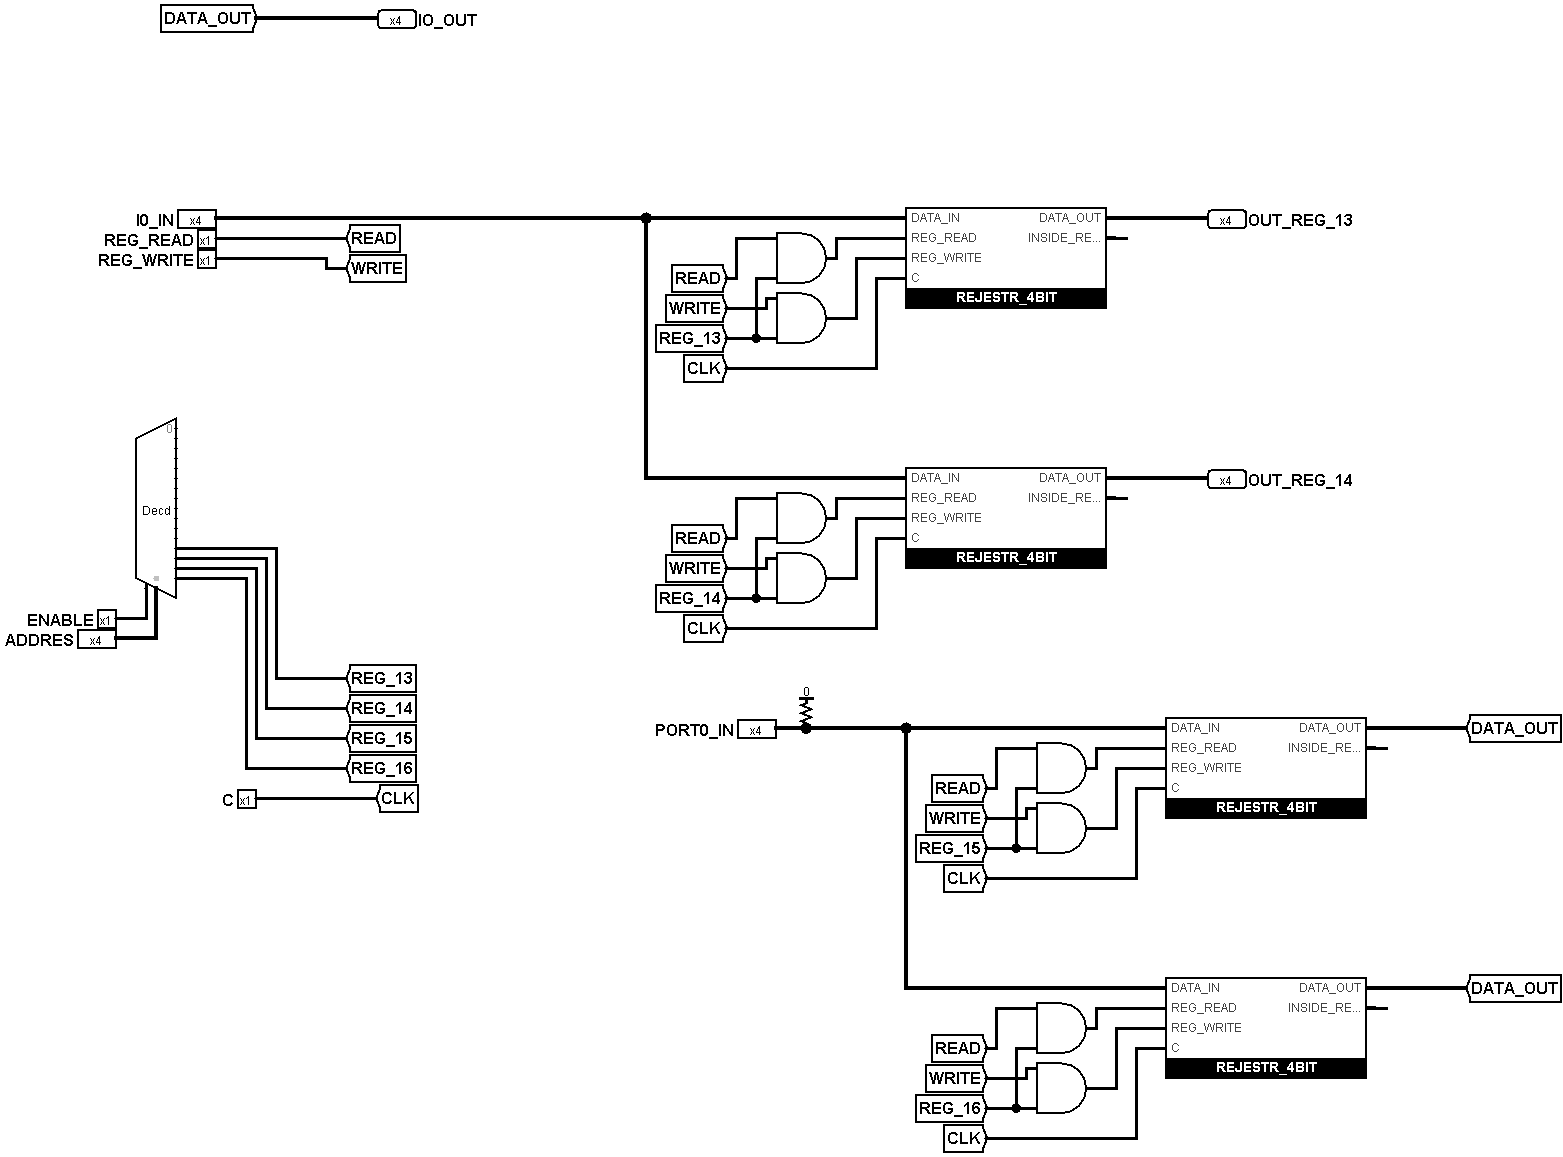 DATA_OUT x4 IO_OUT
I0_IN x4
REG_READ x1 READ
REG_WRITE x1 WRITE
DATA_IN DATA_OUT x4 OUT_REG_13
REG_READ INSIDE_RE...
REG_WRITE
C
REJESTR_4BIT
READ
WRITE
REG_13
CLK
0
Decd
ENABLE x1
ADDRES x4
REG_13
REG_14
REG_15
REG_16
C x1 CLK
DATA_IN DATA_OUT x4 OUT_REG_14
REG_READ INSIDE_RE...
REG_WRITE
C
REJESTR_4BIT
READ
WRITE
REG_14
CLK
0
PORT0_IN x4
DATA_IN DATA_OUT DATA_OUT
REG_READ INSIDE_RE...
REG_WRITE
C
REJESTR_4BIT
READ
WRITE
REG_15
CLK
DATA_IN DATA_OUT DATA_OUT
REG_READ INSIDE_RE...
REG_WRITE
C
REJESTR_4BIT
READ
WRITE
REG_16
CLK